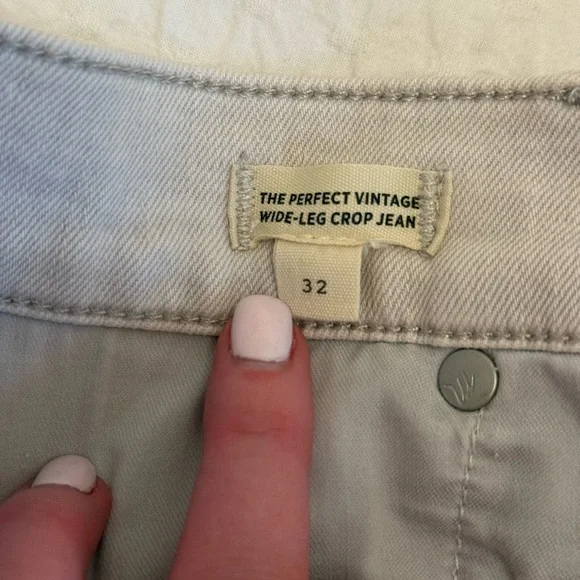 THE PERFECT VINTAGE
WIDE-LEG CROP JEAN
32